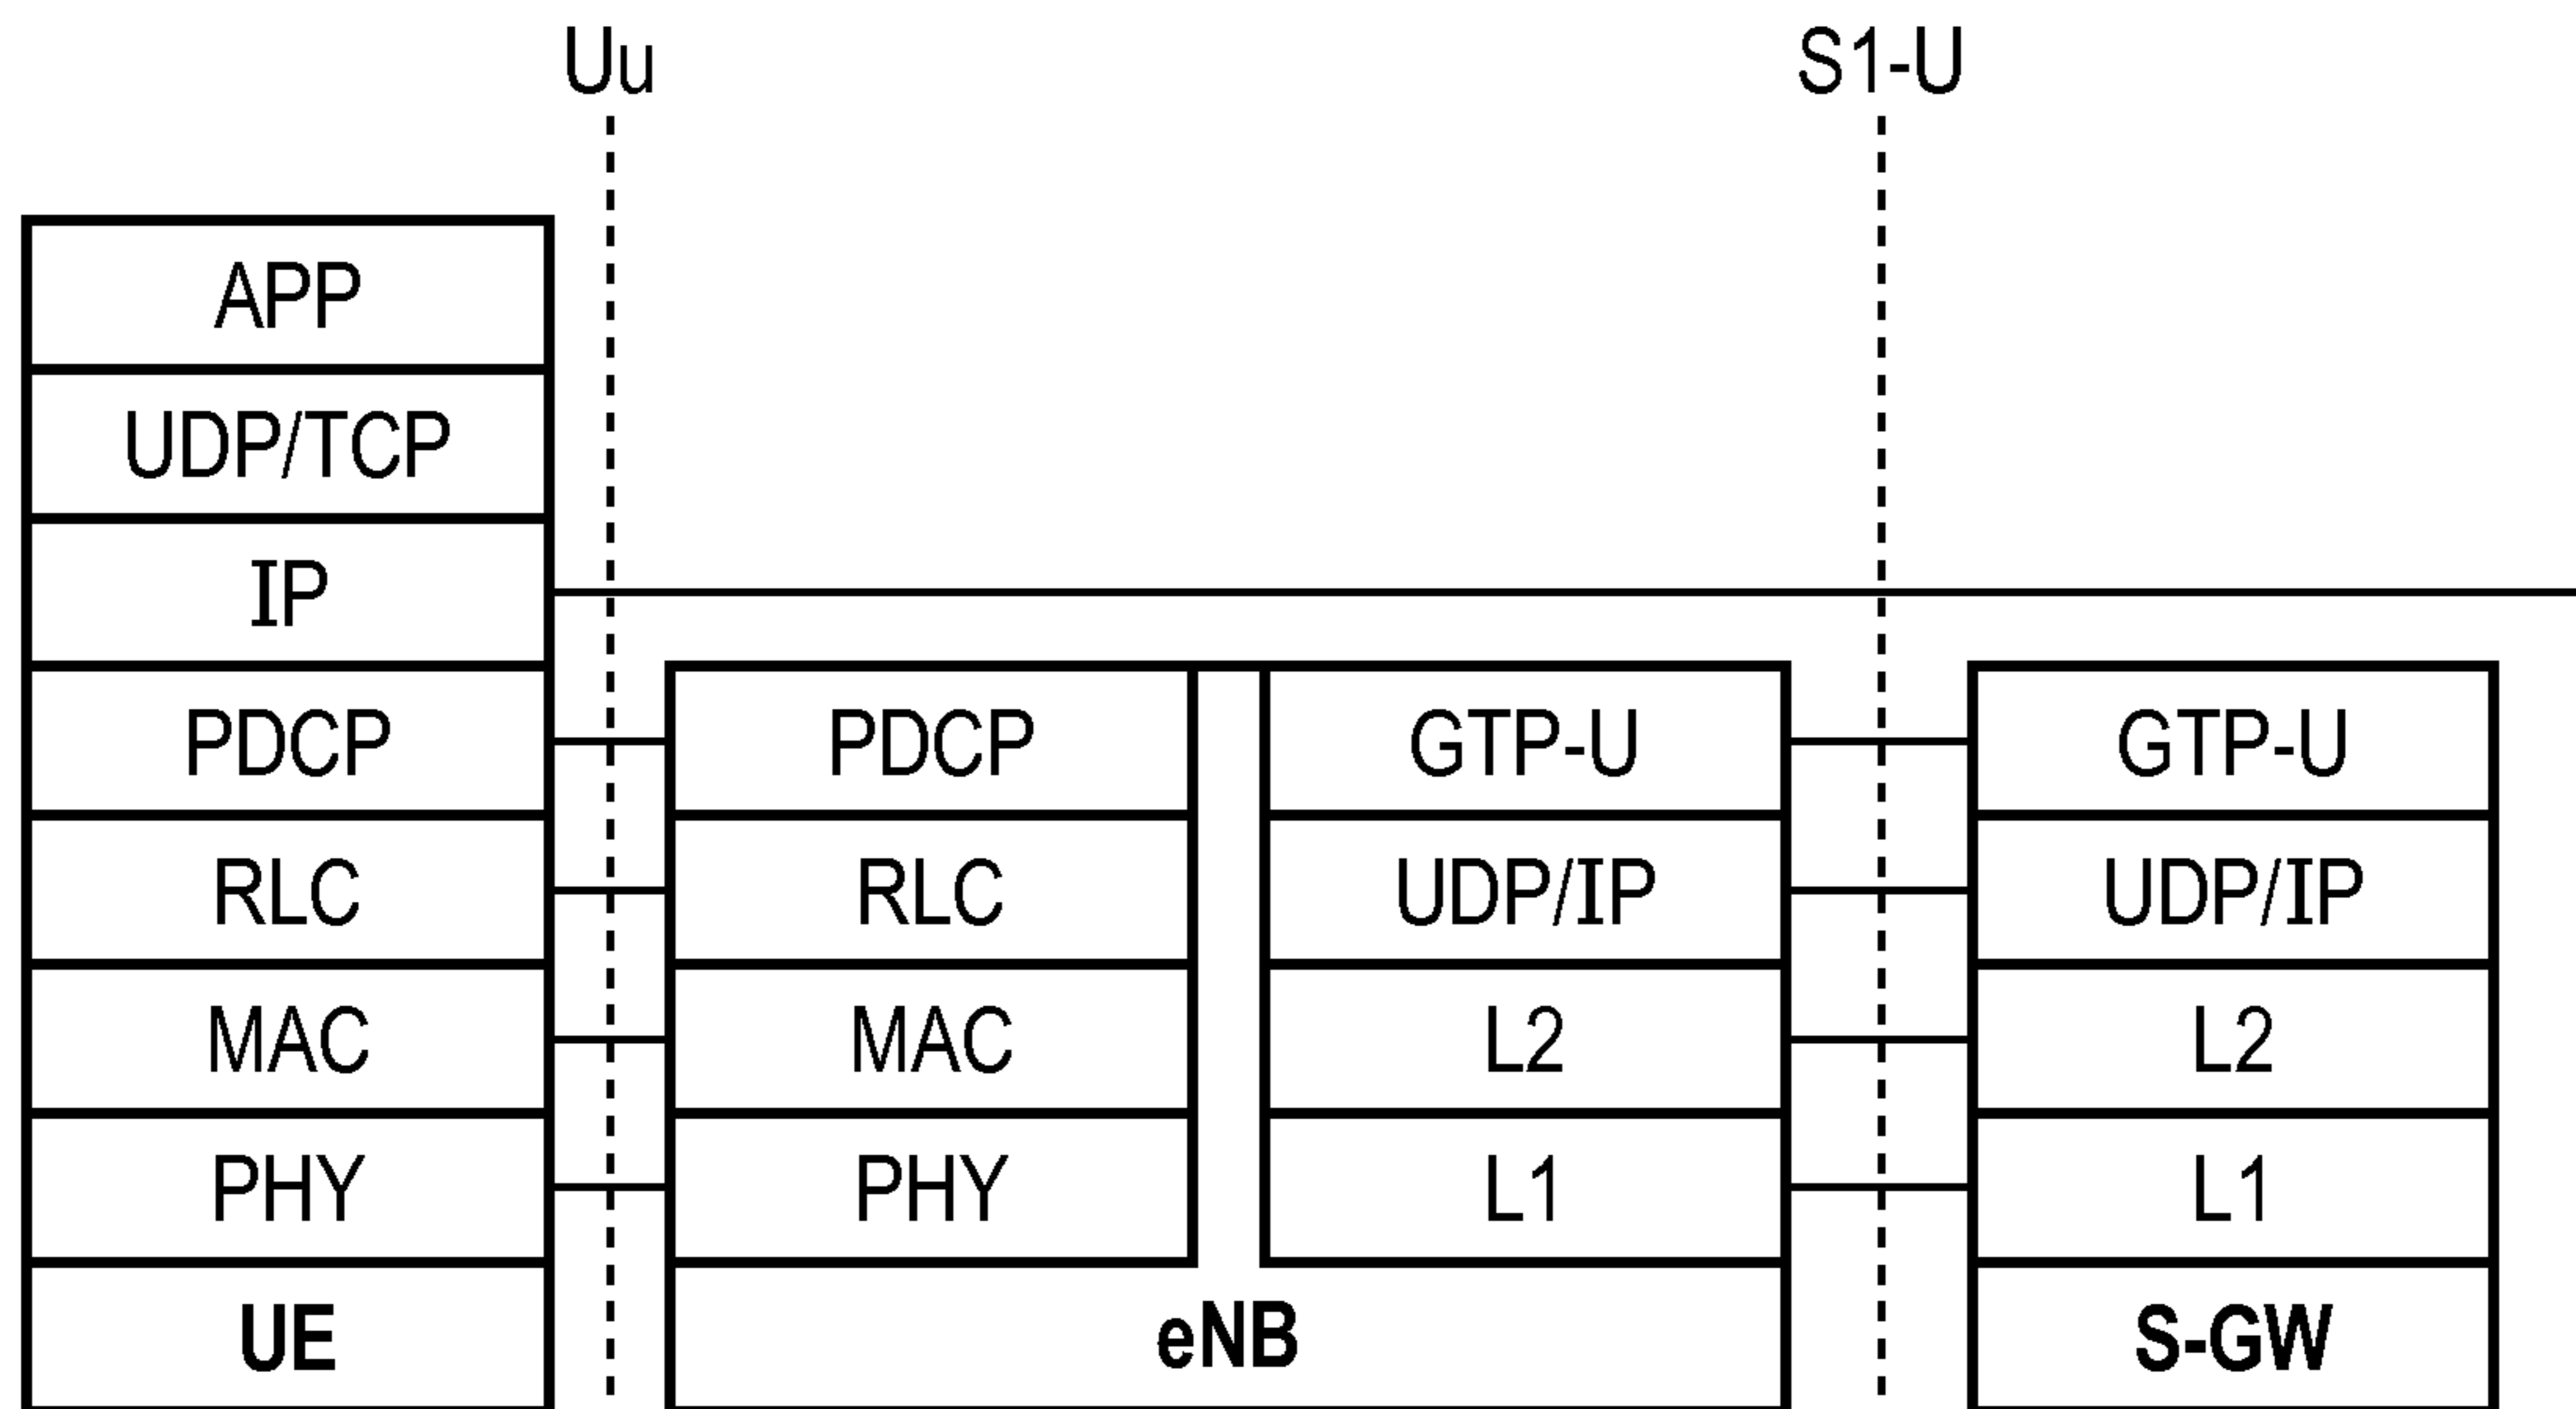 Uu
S1-U
APP
UDP/TCP
IP
PDCP
RLC
MAC
PHY
UE
PDCP
RLC
MAC
PHY
GTP-U
UDP/IP
L2
L1
eNB
GTP-U
UDP/IP
L2
L1
S-GW